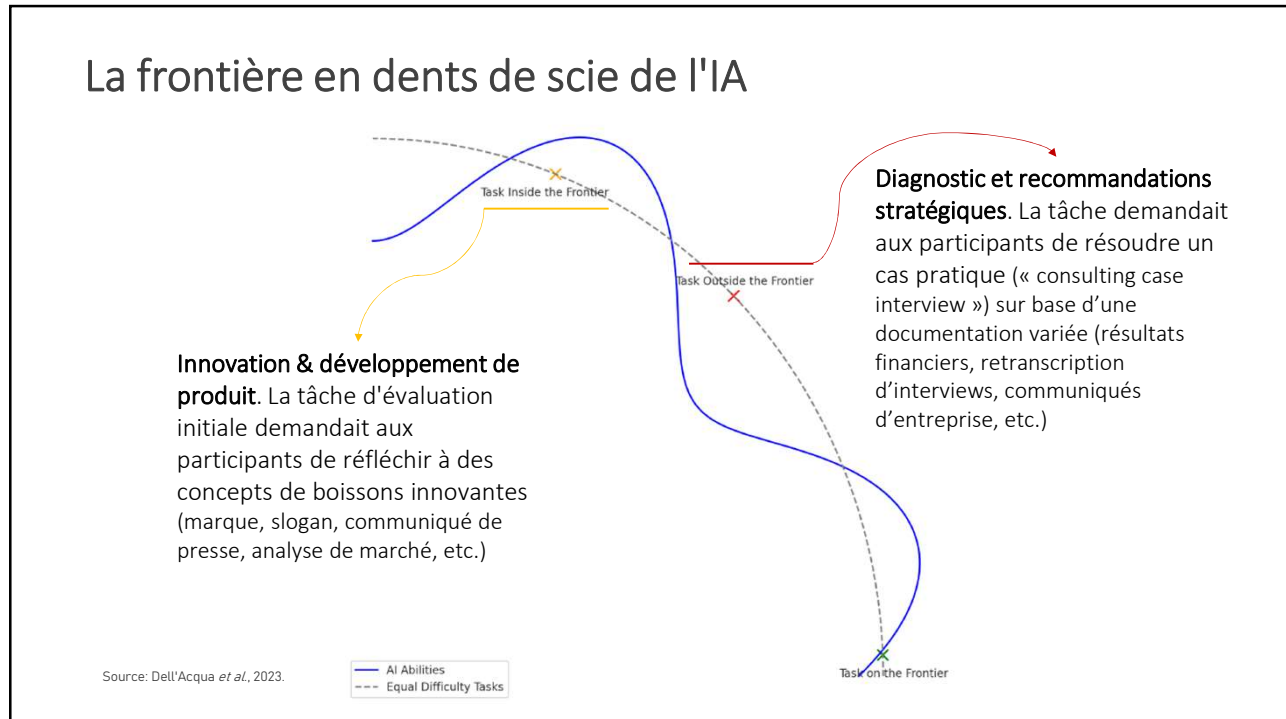 La frontière en dents de scie de l'IA
Task Inside the Frontier
Task Outside the Frontier
Diagnostic et recommandations
stratégiques. La tâche demandait
aux participants de résoudre un
cas pratique (« consulting case
interview ») sur base d’une
documentation variée (résultats
financiers, retranscription
d’interviews, communiqués
d’entreprise, etc.)
Innovation & développement de
produit. La tâche d'évaluation
initiale demandait aux
participants de réfléchir à des
concepts de boissons innovantes
(marque, slogan, communiqué de
presse, analyse de marché, etc.)
Task on the Frontier
Source: Dell'Acqua et al., 2023.
AI Abilities
Equal Difficulty Tasks